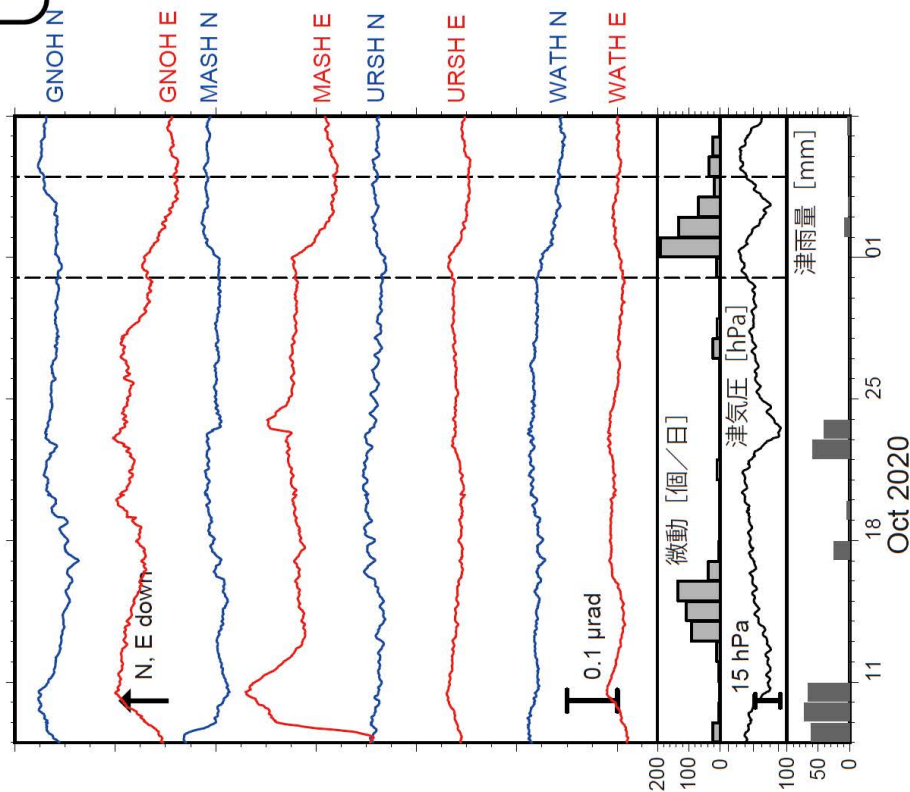 GNOH N
GNOH E
MASH N
MASH E
URSH N
URSH E
WATH N
WATH E
N, E down
0.1 μrad
微動 [個／日]
200
100
0
津気圧 [hPa]
15 hPa
津雨量 [mm]
100
50
0
11
18
25
01
Oct 2020